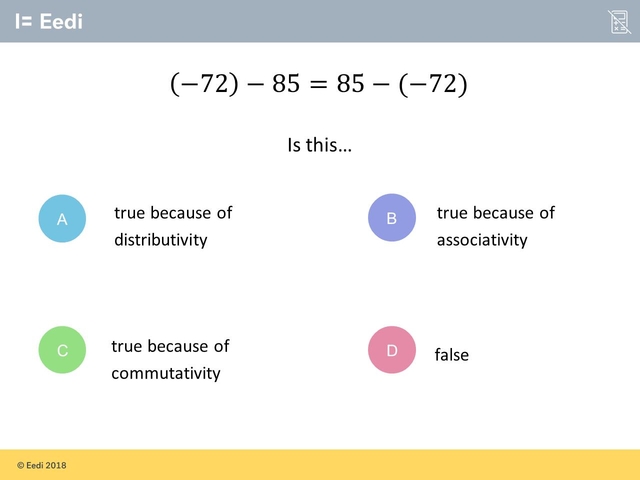 Eedi
(−72) − 85 = 85 − (−72)
Is this...
A
true because of
distributivity
B
true because of
associativity
C
true because of
commutativity
D
false
© Eedi 2018